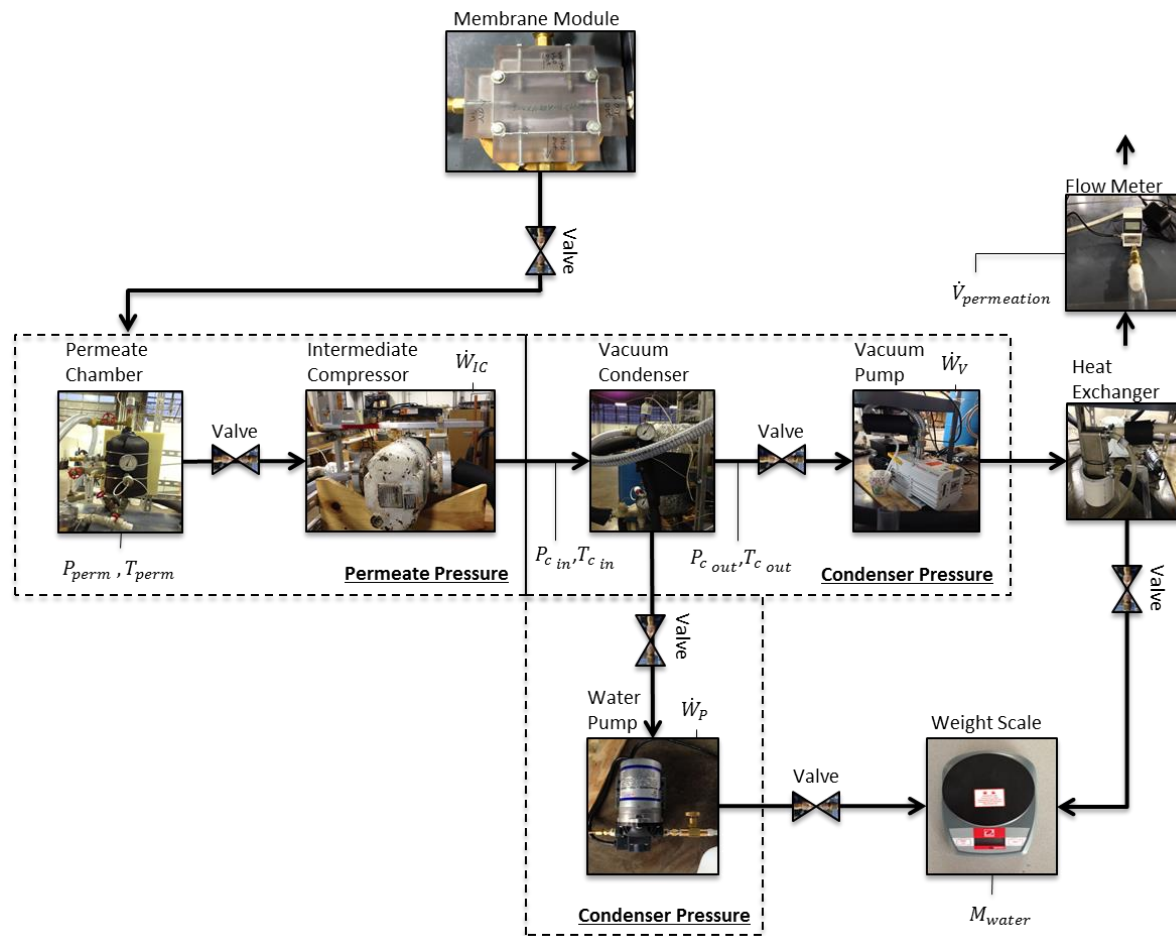 Membrane Module
Valve
Flow Meter
V̇permeation
Permeate
Chamber
Valve
Intermediate
Compressor
ẆIC
Vacuum
Condenser
Valve
Vacuum
Pump
ẆV
Heat
Exchanger
Pperm , Tperm
Permeate Pressure
Pc in,Tc in
Pc out,Tc out
Condenser Pressure
Valve
Valve
Water
Pump
ẆP
Valve
Weight Scale
Condenser Pressure
Mwater